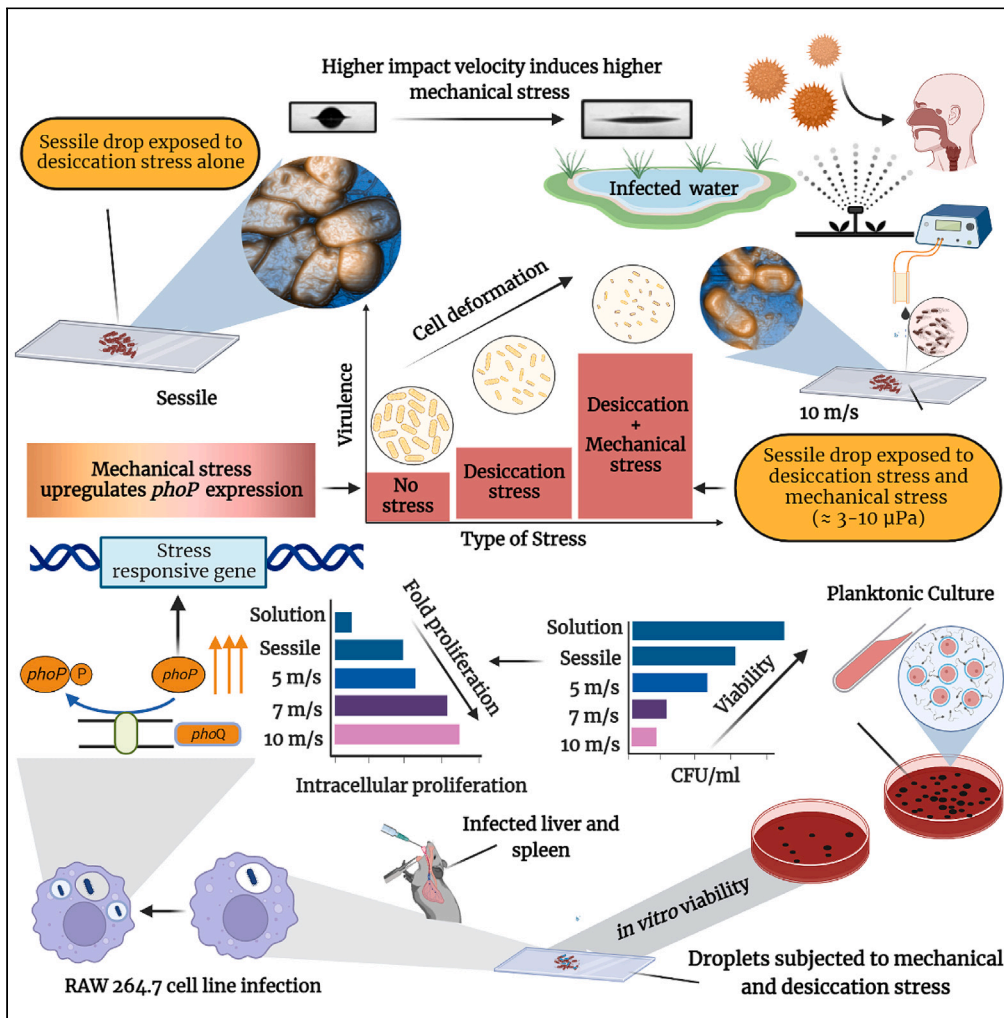 Higher impact velocity induces higher
mechanical stress
Sessile drop exposed to
desiccation stress alone
Infected water
Sessile
10 m/s
Cell deformation
Virulence
No
stress
Desiccation
stress
Desiccation
+
Mechanical
stress
Type of Stress
Mechanical stress
upregulates phoP expression
Sessile drop exposed to
desiccation stress and
mechanical stress
(≈ 3-10 µPa)
Stress
responsive gene
phoP
P
phoP
phoQ
Solution
Sessile
5 m/s
7 m/s
10 m/s
Fold proliferation
Intracellular proliferation
Solution
Sessile
5 m/s
7 m/s
10 m/s
Viability
CFU/ml
Planktonic Culture
Infected liver and
spleen
in vitro viability
RAW 264.7 cell line infection
Droplets subjected to mechanical
and desiccation stress